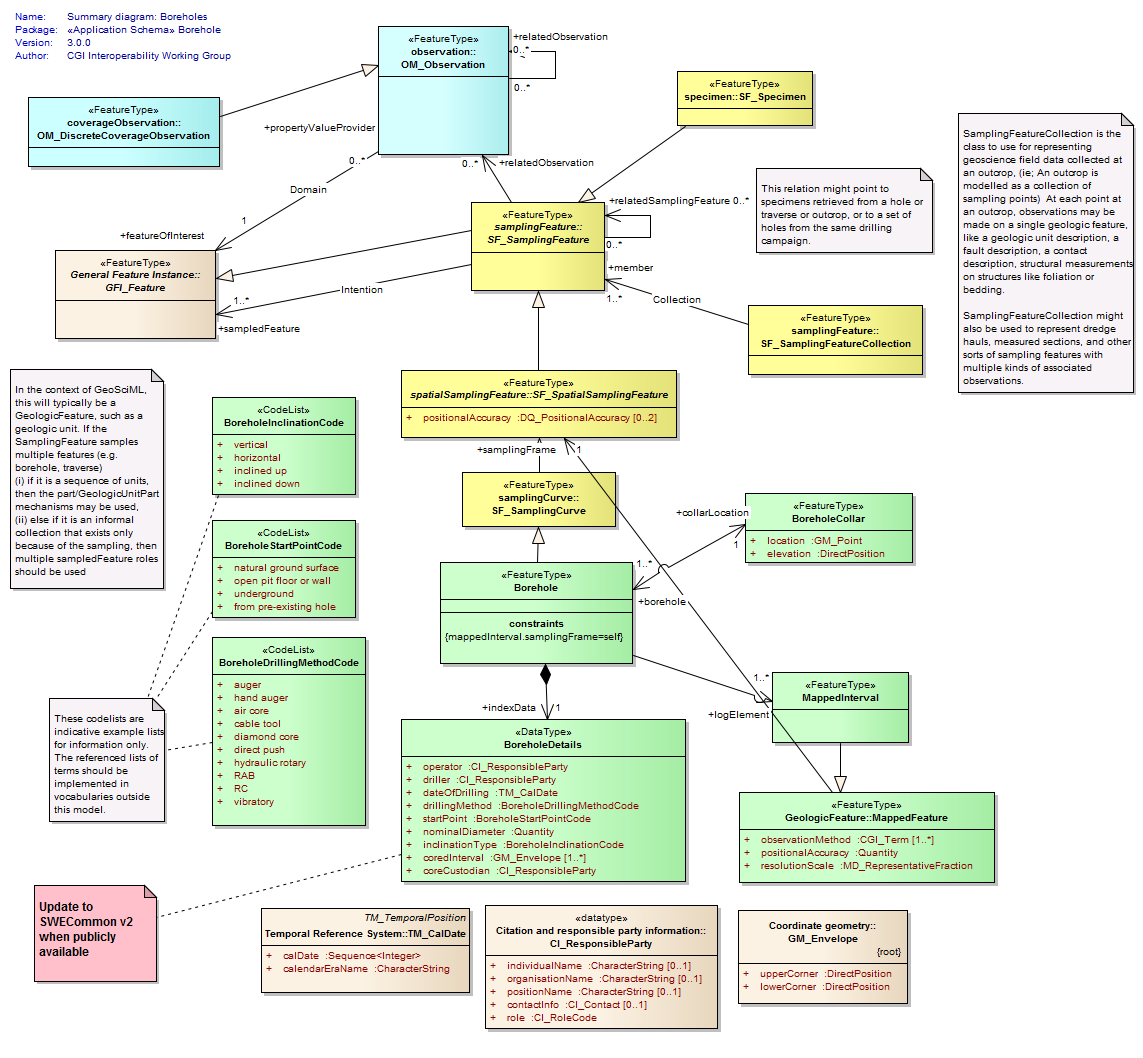 Name: Summary diagram: Boreholes
Package: «Application Schema» Borehole
Version: 3.0.0
Author: CGI Interoperability Working Group
«FeatureType»
observation::
OM_Observation
+relatedObservation
0..*
0..*
«FeatureType»
coverageObservation::
OM_DiscreteCoverageObservation
«FeatureType»
specimen::SF_Specimen
SamplingFeatureCollection is the
class to use for representing
geoscience field data collected at
an outcrop, (ie; An outcrop is
modelled as a collection of
sampling points) At each point at
an outcrop, observations may be
made on a single geologic feature,
like a geologic unit description, a
fault description, a contact
description, structural measurements
on structures like foliation or
bedding.
SamplingFeatureCollection might
also be used to represent dredge
hauls, measured sections, and other
sorts of sampling features with
multiple kinds of associated
observations.
+propertyValueProvider
0..*
Domain
1
+featureOfInterest
0..*
+relatedObservation
This relation might point to
specimens retrieved from a hole or
traverse or outcrop, or to a set of
holes from the same drilling
campaign.
«FeatureType»
samplingFeature::
SF_SamplingFeature
+relatedSamplingFeature 0..*
0..*
+member
1..*
Collection
«FeatureType»
General Feature Instance::
GFI_Feature
Intention
1..*
+sampledFeature
«FeatureType»
samplingFeature::
SF_SamplingFeatureCollection
In the context of GeoSciML,
this will typically be a
GeologicFeature, such as a
geologic unit. If the
SamplingFeature samples
multiple features (e.g.
borehole, traverse)
(i) if it is a sequence of units,
then the part/GeologicUnitPart
mechanisms may be used,
(ii) else if it is an informal
collection that exists only
because of the sampling, then
multiple sampledFeature roles
should be used
«FeatureType»
spatialSamplingFeature::SF_SpatialSamplingFeature
+ positionalAccuracy :DQ_PositionalAccuracy [0..2]
«CodeList»
BoreholeInclinationCode
+ vertical
+ horizontal
+ inclined up
+ inclined down
+samplingFrame
1
«FeatureType»
samplingCurve::
SF_SamplingCurve
«FeatureType»
BoreholeCollar
+ location :GM_Point
+ elevation :DirectPosition
+collarLocation
1
1..*
+borehole
«CodeList»
BoreholeStartPointCode
+ natural ground surface
+ open pit floor or wall
+ underground
+ from pre-existing hole
«FeatureType»
Borehole
constraints
{mappedInterval.samplingFrame=self}
«CodeList»
BoreholeDrillingMethodCode
+ auger
+ hand auger
+ air core
+ cable tool
+ diamond core
+ direct push
+ hydraulic rotary
+ RAB
+ RC
+ vibratory
1..*
+logElement
«FeatureType»
MappedInterval
These codelists are
indicative example lists
for information only.
The referenced lists of
terms should be
implemented in
vocabularies outside
this model.
+indexData
1
«DataType»
BoreholeDetails
+ operator :CI_ResponsibleParty
+ driller :CI_ResponsibleParty
+ dateOfDrilling :TM_CalDate
+ drillingMethod :BoreholeDrillingMethodCode
+ startPoint :BoreholeStartPointCode
+ nominalDiameter :Quantity
+ inclinationType :BoreholeInclinationCode
+ coredInterval :GM_Envelope [1..*]
+ coreCustodian :CI_ResponsibleParty
«FeatureType»
GeologicFeature::MappedFeature
+ observationMethod :CGI_Term [1..*]
+ positionalAccuracy :Quantity
+ resolutionScale :MD_RepresentativeFraction
Update to
SWECommon v2
when publicly
available
TM_TemporalPosition
Temporal Reference System::TM_CalDate
+ calDate :Sequence<Integer>
+ calendarEraName :CharacterString
«datatype»
Citation and responsible party information::
CI_ResponsibleParty
+ individualName :CharacterString [0..1]
+ organisationName :CharacterString [0..1]
+ positionName :CharacterString [0..1]
+ contactInfo :CI_Contact [0..1]
+ role :CI_RoleCode
Coordinate geometry::
GM_Envelope
{root}
+ upperCorner :DirectPosition
+ lowerCorner :DirectPosition